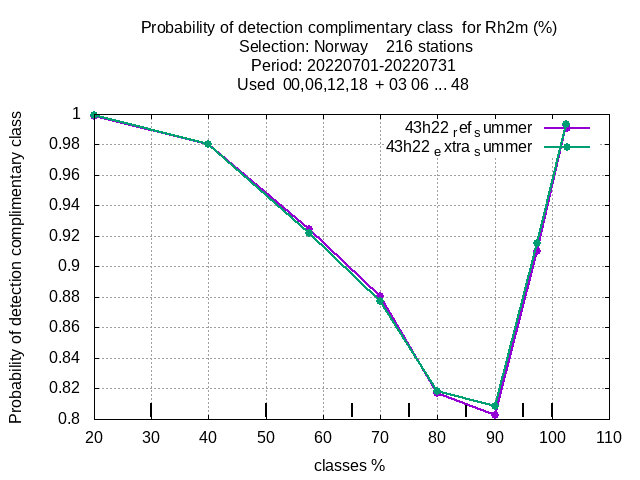 Probability of detection complimentary class  for Rh2m (%)
Selection: Norway    216 stations
Period: 20220701-20220731
Used  00,06,12,18  + 03 06 ... 48
43h22 ref summer
43h22 extra summer
Probability of detection complimentary class
1
0.98
0.96
0.94
0.92
0.9
0.88
0.86
0.84
0.82
0.8
20 30 40 50 60 70 80 90 100 110
classes %